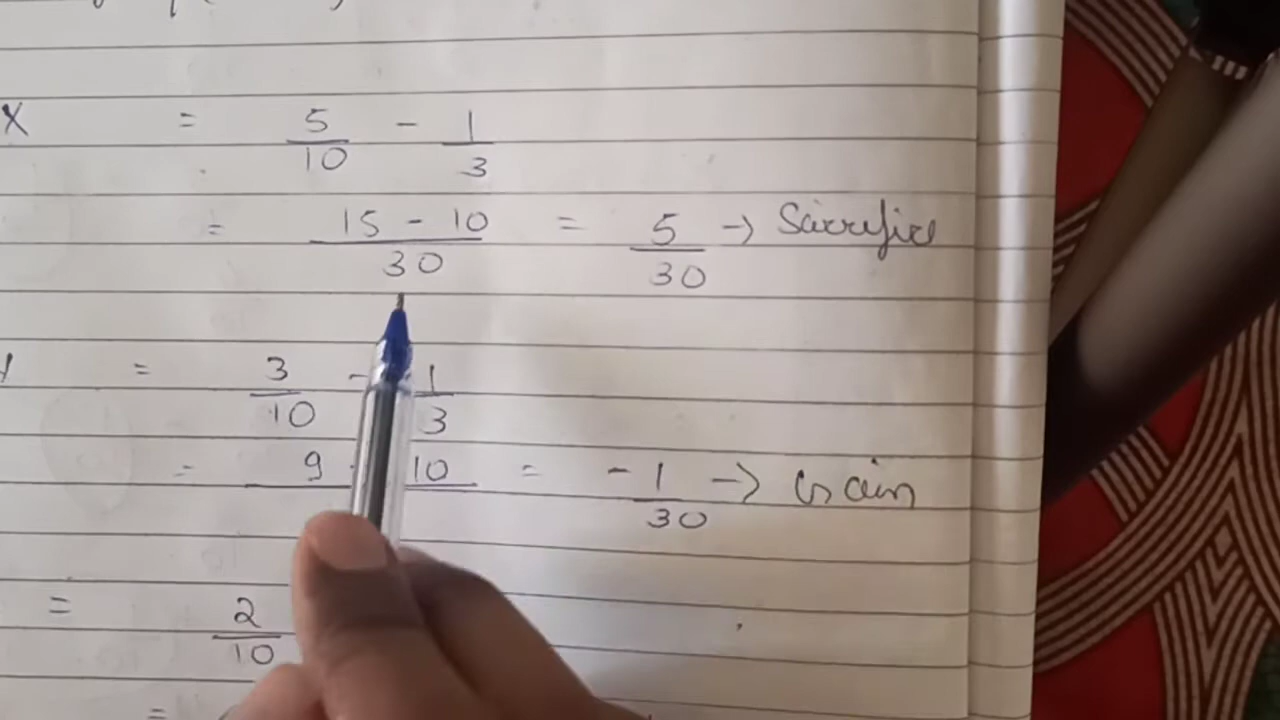 X = 5/10 - 1/3
= 15 - 10/30 = 5/30 → Sacrifice
= 3/10 - 1/3
= 9 10 = -1/30 → Gain
= 2/10
=